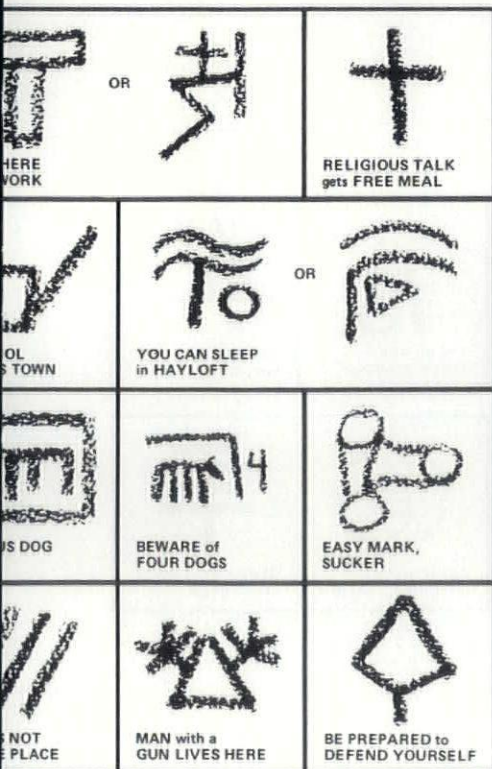 OR
HERE
WORK
RELIGIOUS TALK
gets FREE MEAL
OR
OL
S TOWN
YOU CAN SLEEP
in HAYLOFT
4
US DOG
BEWARE of
FOUR DOGS
EASY MARK,
SUCKER
S NOT
E PLACE
MAN with a
GUN LIVES HERE
BE PREPARED to
DEFEND YOURSELF